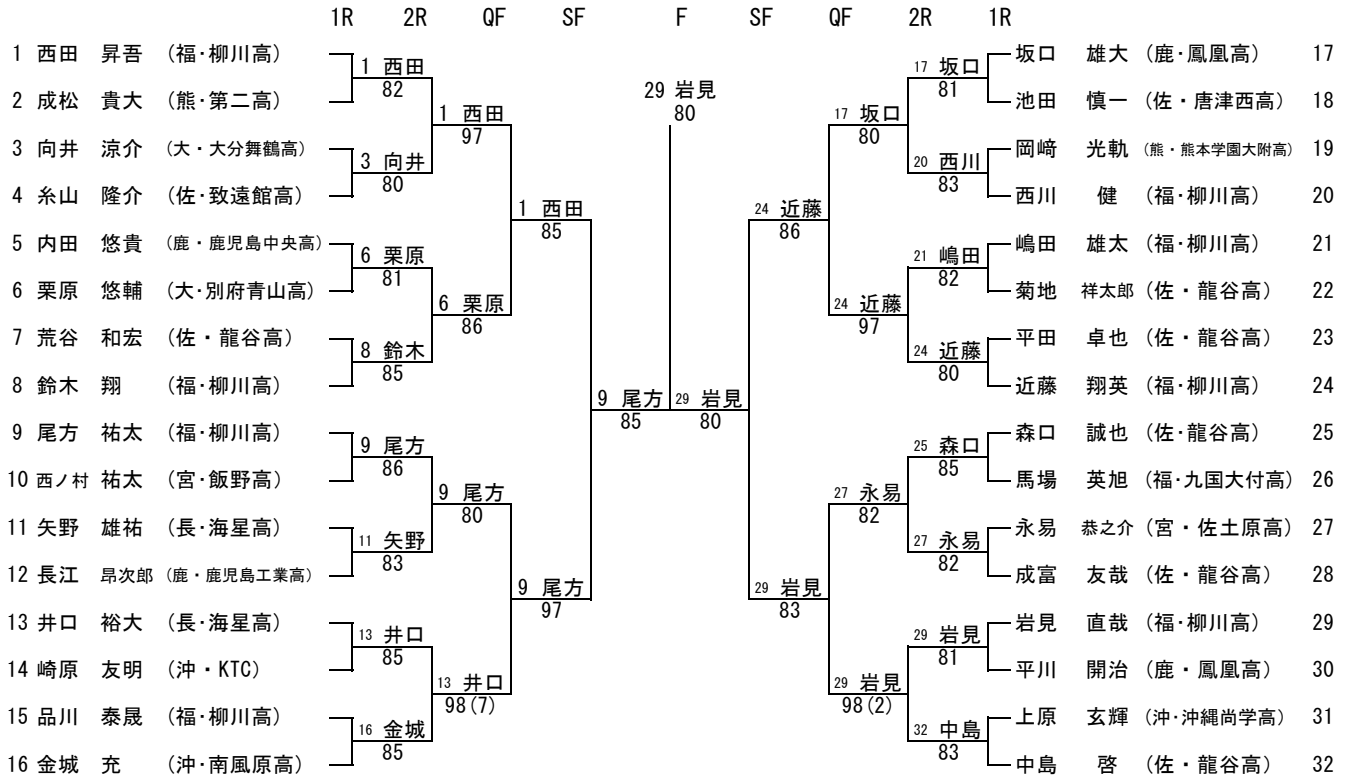 1R 2R QF SF F SF QF 2R 1R
1 西田 昇吾 (福・柳川高)
1 西田
82
2 成松 貴大 (熊・第二高)
1 西田
97
3 向井 涼介 (大・大分舞鶴高)
3 向井
80
4 糸山 隆介 (佐・致遠館高)
1 西田
85
5 内田 悠貴 (鹿・鹿児島中央高)
6 栗原
81
6 栗原 悠輔 (大・別府青山高)
6 栗原
86
7 荒谷 和宏 (佐・龍谷高)
8 鈴木
85
8 鈴木 翔 (福・柳川高)
9 尾方
85
9 尾方 祐太 (福・柳川高)
9 尾方
86
10 西ノ村 祐太 (宮・飯野高)
9 尾方
80
11 矢野 雄祐 (長・海星高)
11 矢野
83
12 長江 昂次郎 (鹿・鹿児島工業高)
9 尾方
97
13 井口 裕大 (長・海星高)
13 井口
85
14 崎原 友明 (沖・KTC)
13 井口
98(7)
15 品川 泰晟 (福・柳川高)
16 金城
85
16 金城 充 (沖・南風原高)
29 岩見
80
坂口 雄大 (鹿・鳳凰高) 17
17 坂口
81
池田 慎一 (佐・唐津西高) 18
17 坂口
80
岡﨑 光軌 (熊・熊本学園大附高) 19
20 西川
83
西川 健 (福・柳川高) 20
24 近藤
86
嶋田 雄太 (福・柳川高) 21
21 嶋田
82
菊地 祥太郎 (佐・龍谷高) 22
24 近藤
97
平田 卓也 (佐・龍谷高) 23
24 近藤
80
近藤 翔英 (福・柳川高) 24
29 岩見
80
森口 誠也 (佐・龍谷高) 25
25 森口
85
馬場 英旭 (福・九国大付高) 26
27 永易
82
永易 恭之介 (宮・佐土原高) 27
27 永易
82
成富 友哉 (佐・龍谷高) 28
29 岩見
83
岩見 直哉 (福・柳川高) 29
29 岩見
81
平川 開治 (鹿・鳳凰高) 30
29 岩見
98(2)
上原 玄輝 (沖・沖縄尚学高) 31
32 中島
83
中島 啓 (佐・龍谷高) 32